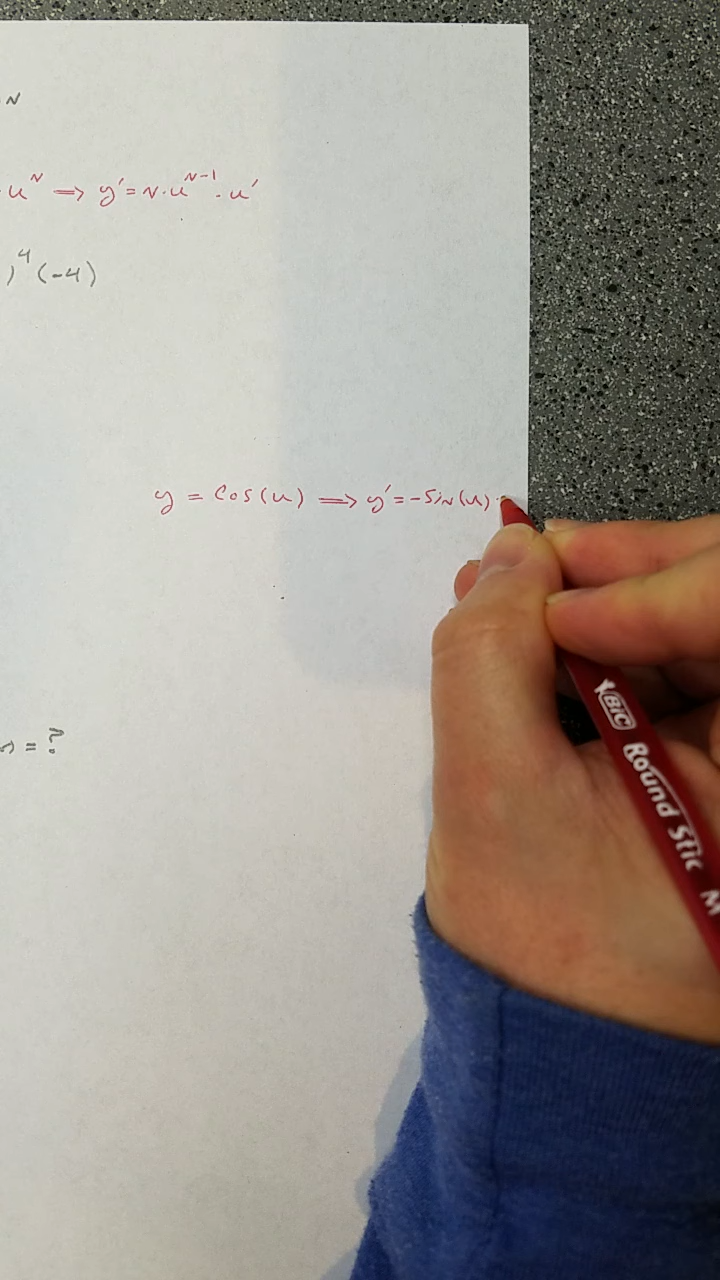 N
· u^N ⟹ y' = N · u^(N-1) · u'
)^4 (-4)
y = cos(u) ⟹ y' = -sin(u) ·
= ?
BIC Round Stic M